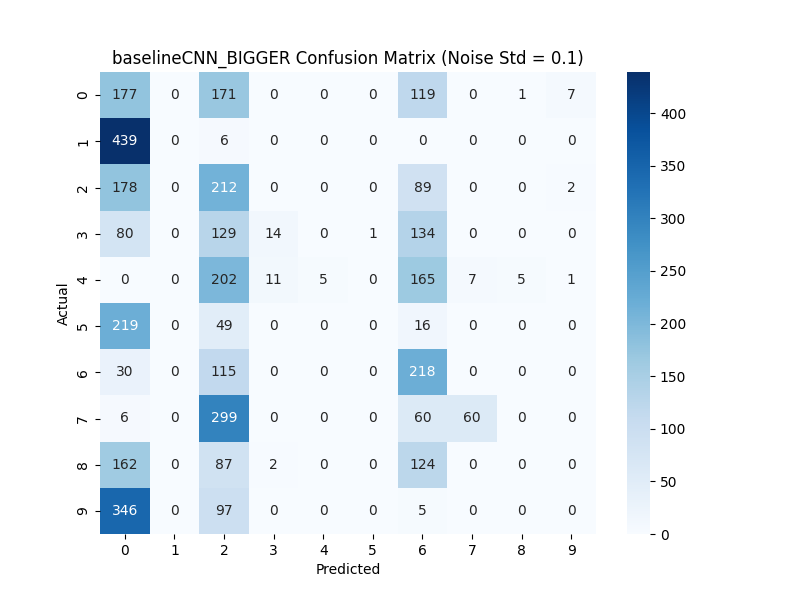 baselineCNN_BIGGER Confusion Matrix (Noise Std = 0.1)
0 177 0 171 0 0 0 119 0 1 7
1 439 0 6 0 0 0 0 0 0 0
2 178 0 212 0 0 0 89 0 0 2
3 80 0 129 14 0 1 134 0 0 0
4 0 0 202 11 5 0 165 7 5 1
5 219 0 49 0 0 0 16 0 0 0
6 30 0 115 0 0 0 218 0 0 0
7 6 0 299 0 0 0 60 60 0 0
8 162 0 87 2 0 0 124 0 0 0
9 346 0 97 0 0 0 5 0 0 0
0 1 2 3 4 5 6 7 8 9
Predicted
Actual
400
350
300
250
200
150
100
50
0